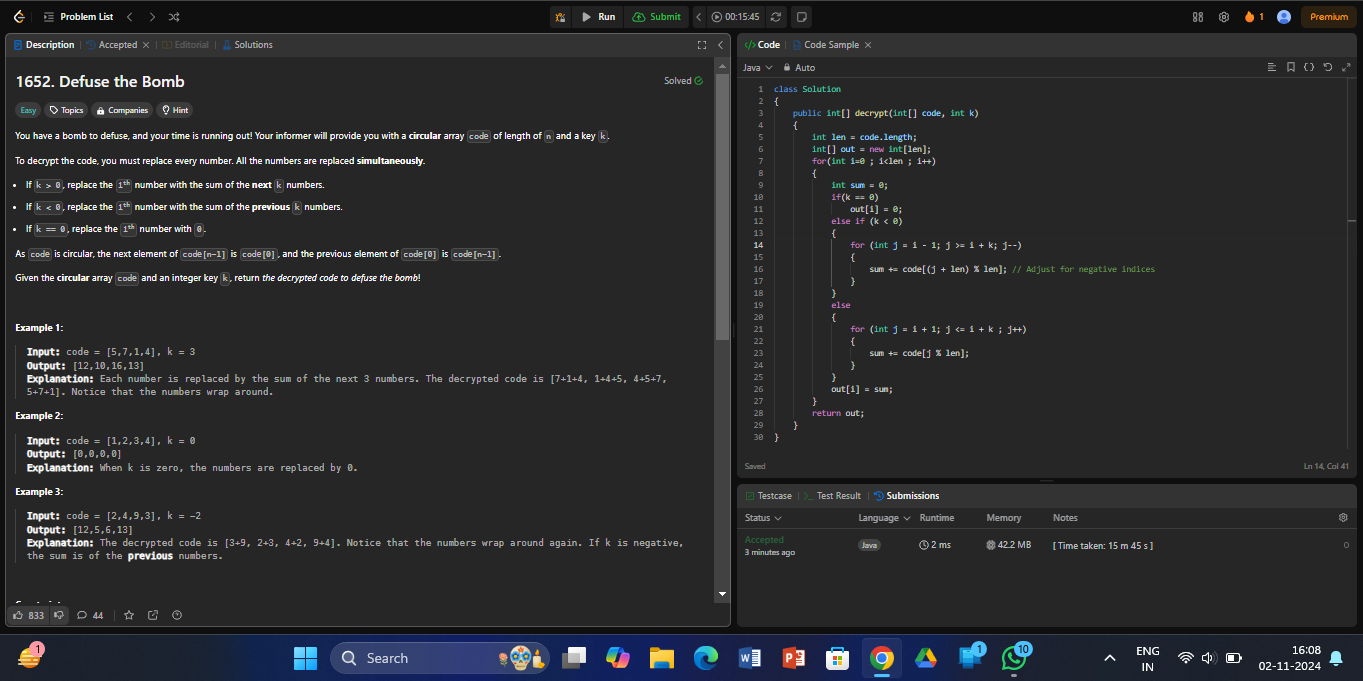 Problem List
Run
Submit
00:15:45
1
Premium
Description
Accepted
Editorial
Solutions
1652. Defuse the Bomb
Solved
Easy
Topics
Companies
Hint
You have a bomb to defuse, and your time is running out! Your informer will provide you with a circular array code of length of n and a key k.
To decrypt the code, you must replace every number. All the numbers are replaced simultaneously.
• If k > 0, replace the ith number with the sum of the next k numbers.
• If k < 0, replace the ith number with the sum of the previous k numbers.
• If k == 0, replace the ith number with 0.
As code is circular, the next element of code[n-1] is code[0], and the previous element of code[0] is code[n-1].
Given the circular array code and an integer key k, return the decrypted code to defuse the bomb!
Example 1:
Input: code = [5,7,1,4], k = 3
Output: [12,10,16,13]
Explanation: Each number is replaced by the sum of the next 3 numbers. The decrypted code is [7+1+4, 1+4+5, 4+5+7,
5+7+1]. Notice that the numbers wrap around.
Example 2:
Input: code = [1,2,3,4], k = 0
Output: [0,0,0,0]
Explanation: When k is zero, the numbers are replaced by 0.
Example 3:
Input: code = [2,4,9,3], k = -2
Output: [12,5,6,13]
Explanation: The decrypted code is [3+9, 2+3, 4+2, 9+4]. Notice that the numbers wrap around again. If k is negative,
the sum is of the previous numbers.
833
44
Code
Code Sample
Java
Auto
1 class Solution
2 {
3 public int[] decrypt(int[] code, int k)
4 {
5 int len = code.length;
6 int[] out = new int[len];
7 for(int i=0 ; i<len ; i++)
8 {
9 int sum = 0;
10 if(k == 0)
11 out[i] = 0;
12 else if (k < 0)
13 {
14 for (int j = i - 1; j >= i + k; j--)
15 {
16 sum += code[(j + len) % len]; // Adjust for negative indices
17 }
18 }
19 else
20 {
21 for (int j = i + 1; j <= i + k ; j++)
22 {
23 sum += code[j % len];
24 }
25 }
26 out[i] = sum;
27 }
28 return out;
29 }
30 }
Saved
Ln 14, Col 41
Testcase
Test Result
Submissions
Status
Language
Runtime
Memory
Notes
Accepted
3 minutes ago
Java
2 ms
42.2 MB
[ Time taken: 15 m 45 s ]
0
1
Search
1
10
ENG
IN
16:08
02-11-2024